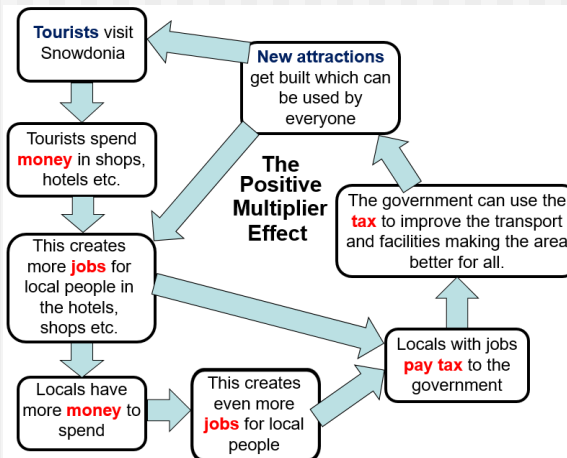 Tourists visit
Snowdonia
New attractions
get built which can
be used by
everyone
Tourists spend
money in shops,
hotels etc.
The
Positive
Multiplier
Effect
The government can use the
tax to improve the transport
and facilities making the area
better for all.
This creates
more jobs for
local people in
the hotels,
shops etc.
Locals with jobs
pay tax to the
government
Locals have
more money to
spend
This creates
even more
jobs for local
people